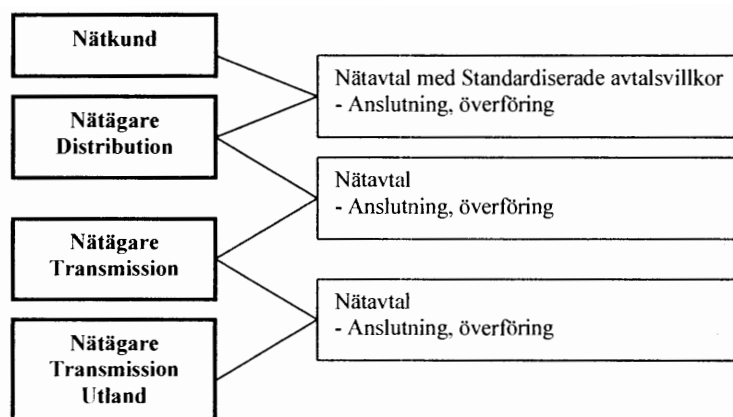 Nätkund
Nätägare
Distribution
Nätägare
Transmission
Nätägare
Transmission
Utland
Nätavtal med Standardiserade avtalsvillkor
- Anslutning, överföring
Nätavtal
- Anslutning, överföring
Nätavtal
- Anslutning, överföring